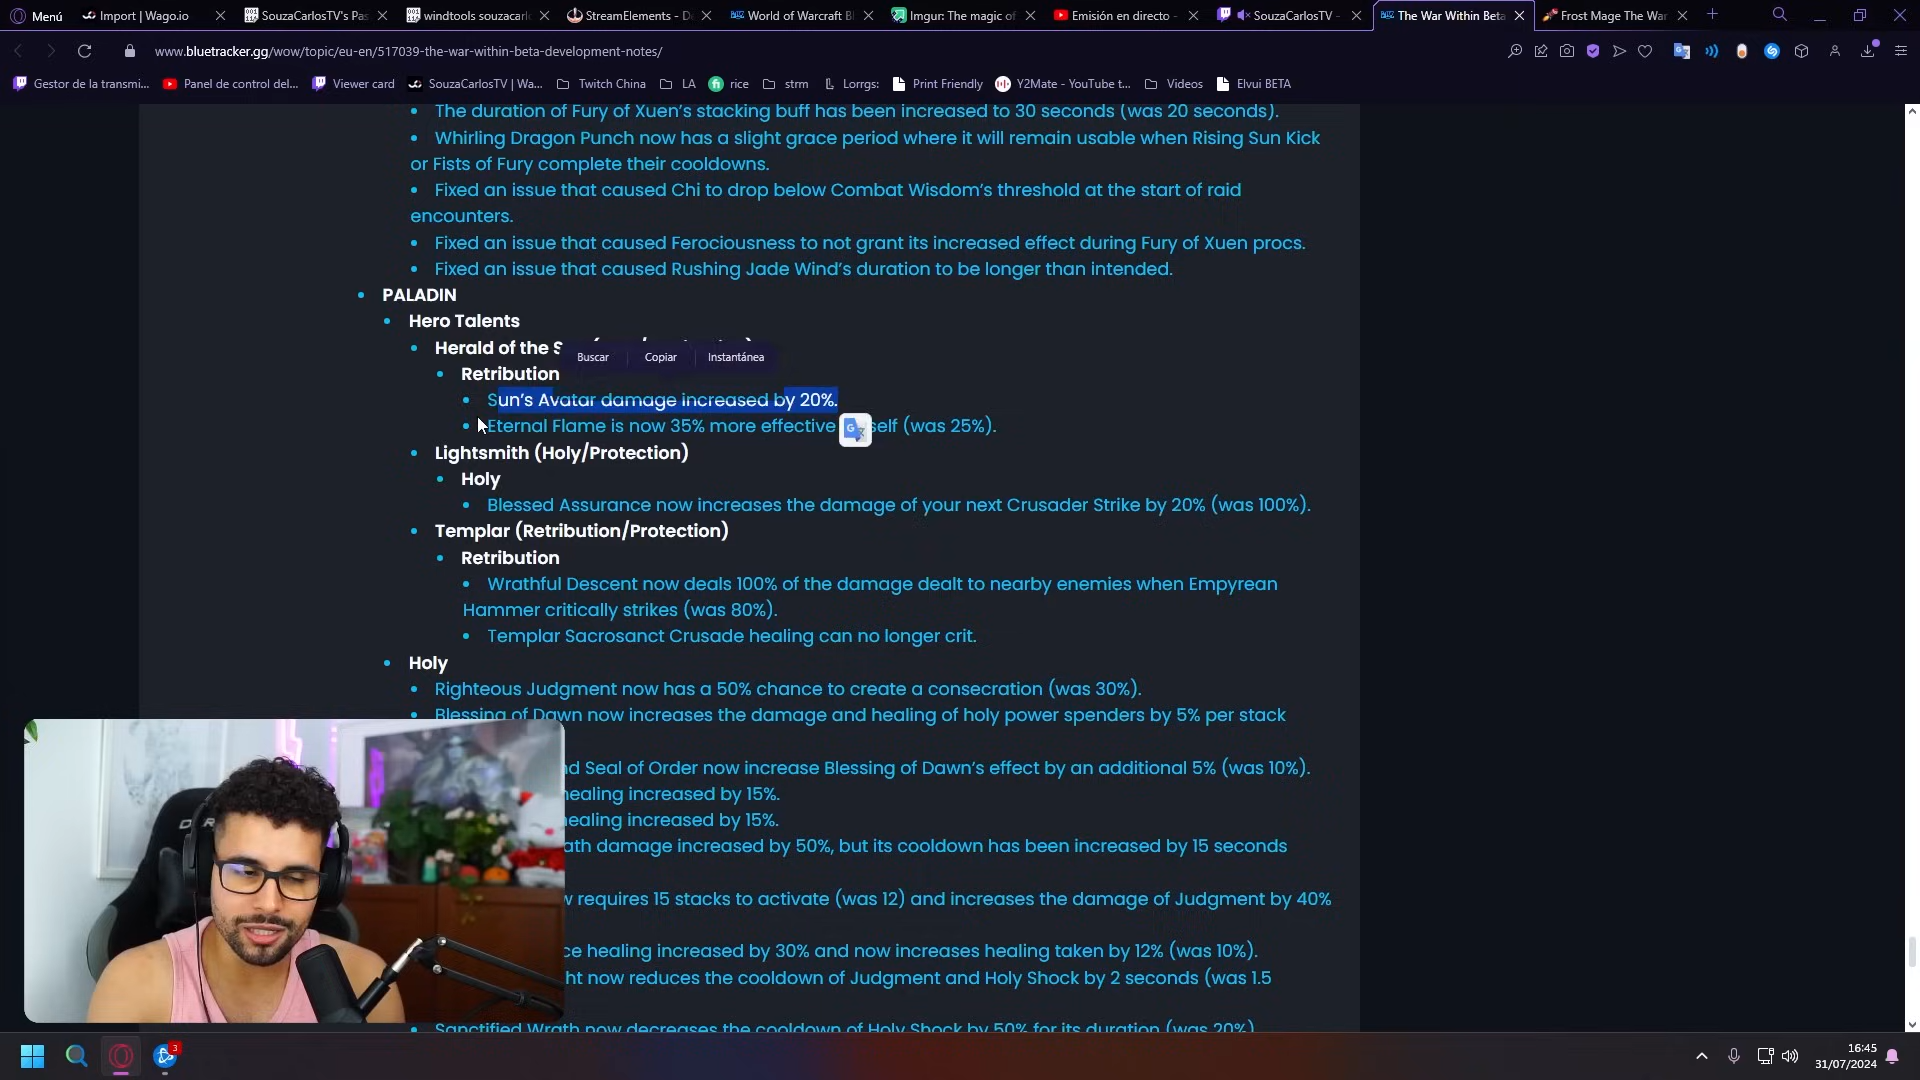 Menú
Import | Wago.io
SouzaCarlosTV's Pas
windtools souzacarl
StreamElements - D
World of Warcraft B
Imgur: The magic of
Emisión en directo -
SouzaCarlosTV -
The War Within Beta
Frost Mage The War
www.bluetracker.gg/wow/topic/eu-en/517039-the-war-within-beta-development-notes/
Gestor de la transmi...
Panel de control del...
Viewer card
SouzaCarlosTV | Wa...
Twitch China
LA
rice
strm
Lorrgs:
Print Friendly
Y2Mate - YouTube t...
Videos
Elvui BETA
The duration of Fury of Xuen's stacking buff has been increased to 30 seconds (was 20 seconds).
Whirling Dragon Punch now has a slight grace period where it will remain usable when Rising Sun Kick
or Fists of Fury complete their cooldowns.
Fixed an issue that caused Chi to drop below Combat Wisdom's threshold at the start of raid
encounters.
Fixed an issue that caused Ferociousness to not grant its increased effect during Fury of Xuen procs.
Fixed an issue that caused Rushing Jade Wind's duration to be longer than intended.
PALADIN
Hero Talents
Herald of the S
Buscar
Copiar
Instantánea
Retribution
Sun's Avatar damage increased by 20%.
Eternal Flame is now 35% more effective self (was 25%).
Lightsmith (Holy/Protection)
Holy
Blessed Assurance now increases the damage of your next Crusader Strike by 20% (was 100%).
Templar (Retribution/Protection)
Retribution
Wrathful Descent now deals 100% of the damage dealt to nearby enemies when Empyrean
Hammer critically strikes (was 80%).
Templar Sacrosanct Crusade healing can no longer crit.
Holy
Righteous Judgment now has a 50% chance to create a consecration (was 30%).
Blessing of Dawn now increases the damage and healing of holy power spenders by 5% per stack
nd Seal of Order now increase Blessing of Dawn's effect by an additional 5% (was 10%).
healing increased by 15%.
healing increased by 15%.
ath damage increased by 50%, but its cooldown has been increased by 15 seconds
w requires 15 stacks to activate (was 12) and increases the damage of Judgment by 40%
ce healing increased by 30% and now increases healing taken by 12% (was 10%).
ht now reduces the cooldown of Judgment and Holy Shock by 2 seconds (was 1.5
Sanctified Wrath now decreases the cooldown of Holy Shock by 50% for its duration (was 20%)
3
16:45
31/07/2024